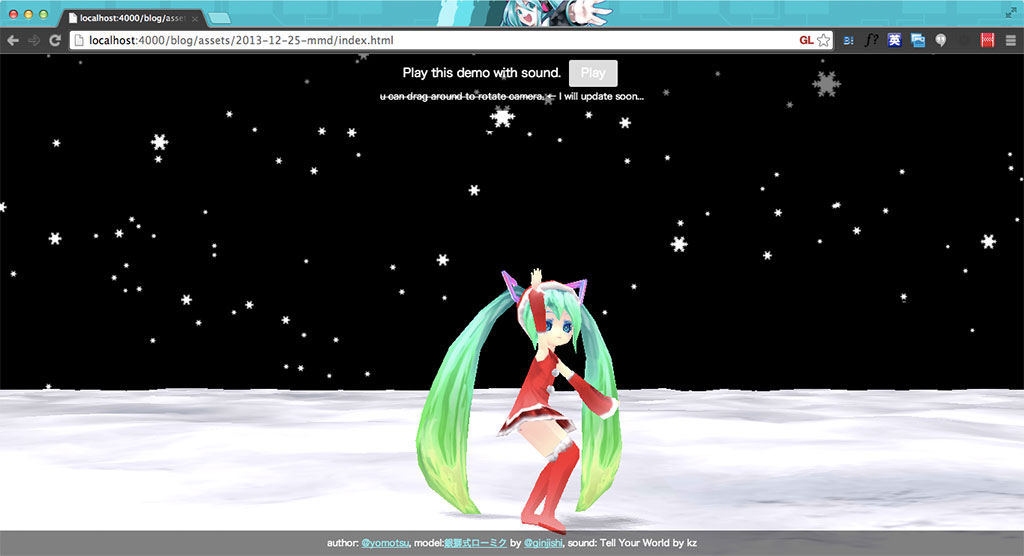 localhost:4000/blog/asse
localhost:4000/blog/assets/2013-12-25-mmd/index.html
GL
B!
ƒ?
英
Play this demo with sound. Play
u can drag around to rotate camera. ← I will update soon...
author: @yomotsu, model:銀獅式ローミク by @ginjishi, sound: Tell Your World by kz